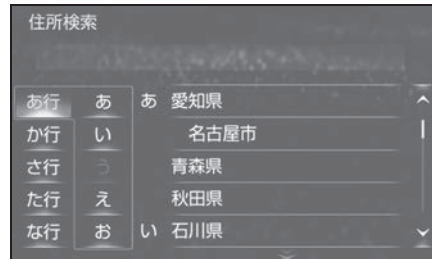 住所検索
あ行 あ あ 愛知県
か行 い 名古屋市
さ行 う 青森県
た行 え 秋田県
な行 お い 石川県